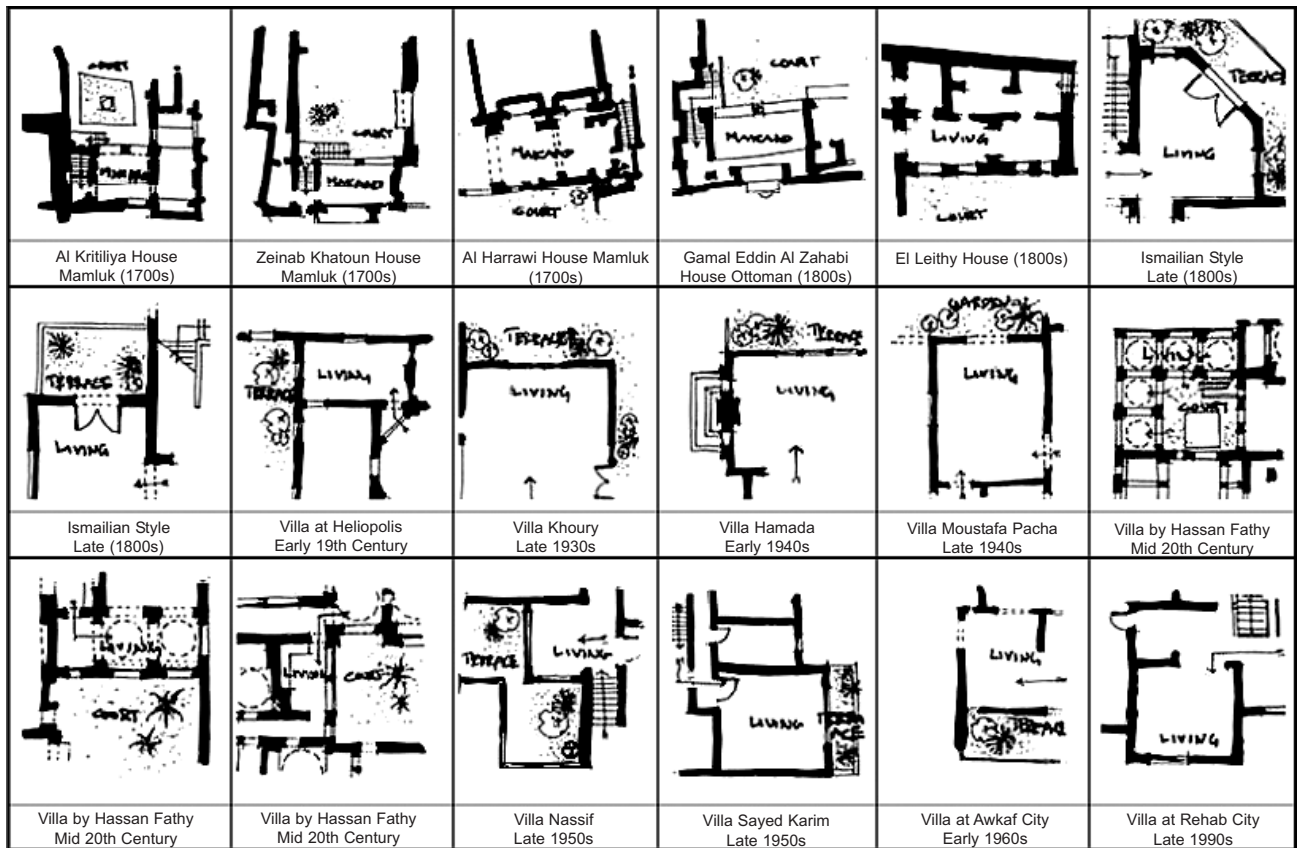 COURT
MAKAAD
Al Kritiliya House
Mamluk (1700s)
COURT
MAKAAD
Zeinab Khatoun House
Mamluk (1700s)
MAKAAD
COURT
Al Harrawi House Mamluk
(1700s)
COURT
MAKAAD
Gamal Eddin Al Zahabi
House Ottoman (1800s)
LIVING
COURT
El Leithy House (1800s)
TERRACE
LIVING
Ismailian Style
Late (1800s)
TERRACE
LIVING
Ismailian Style
Late (1800s)
LIVING
TERRACE
Villa at Heliopolis
Early 19th Century
TERRACE
LIVING
Villa Khoury
Late 1930s
TERRACE
LIVING
Villa Hamada
Early 1940s
GARDEN
LIVING
Villa Moustafa Pacha
Late 1940s
LIVING
COURT
Villa by Hassan Fathy
Mid 20th Century
LIVING
COURT
Villa by Hassan Fathy
Mid 20th Century
LIVING
COURT
Villa by Hassan Fathy
Mid 20th Century
TERRACE
LIVING
Villa Nassif
Late 1950s
LIVING
TERRACE
Villa Sayed Karim
Late 1950s
LIVING
TERRACE
Villa at Awkaf City
Early 1960s
LIVING
Villa at Rehab City
Late 1990s